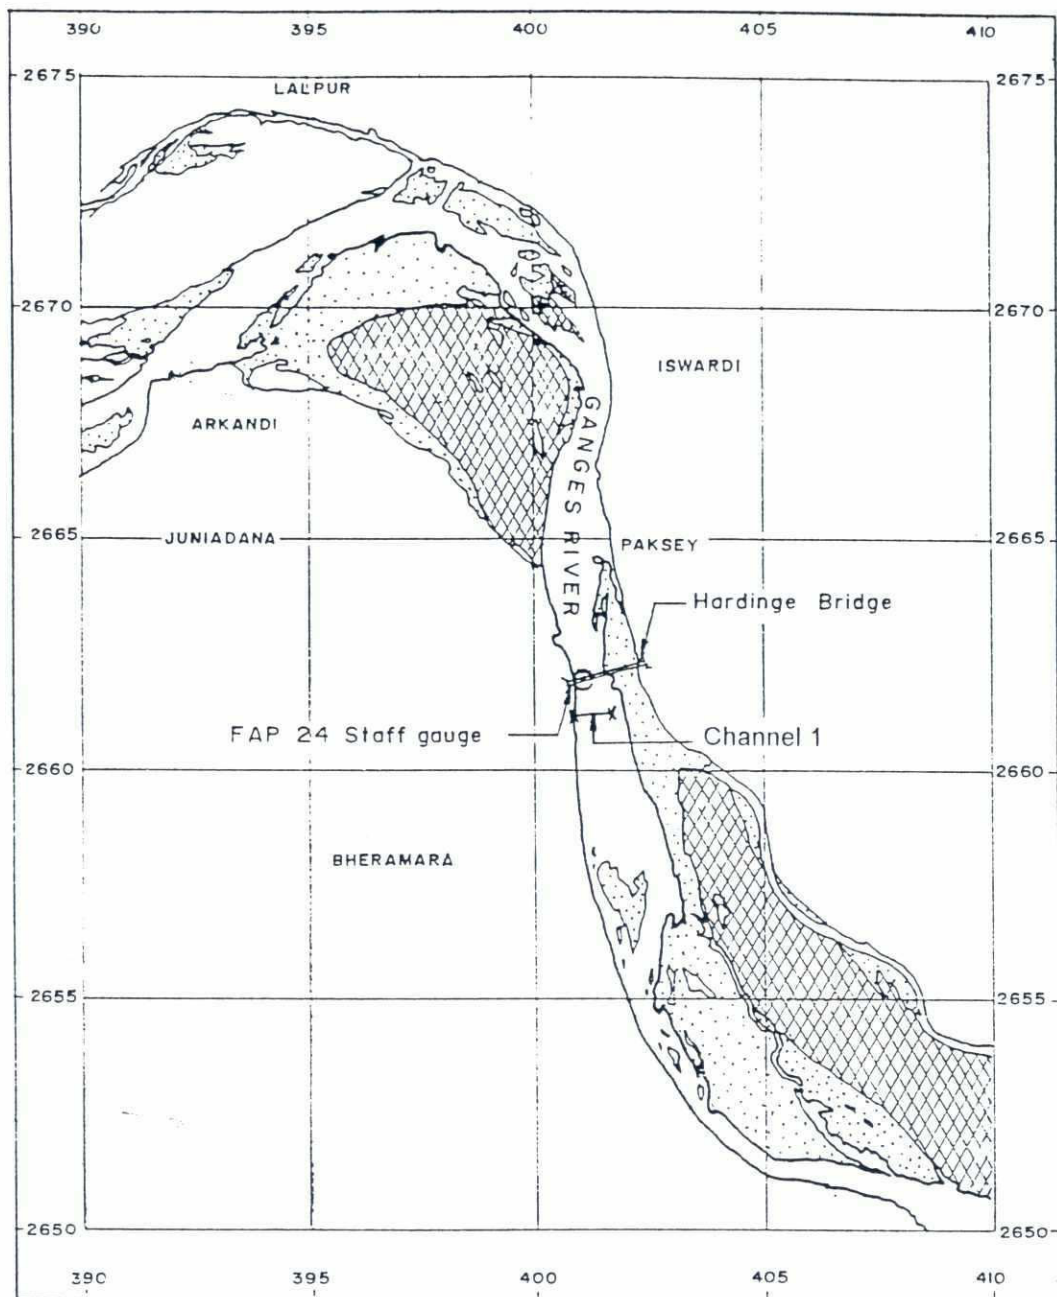 390 395 400 405 410
2675 2675
LALPUR
2670 2670
ISWARDI
ARKANDI
GANGES RIVER
2665 2665
JUNIADANA
PAKSEY
Hardinge Bridge
FAP 24 Staff gauge
Channel 1
2660 2660
BHERAMARA
2655 2655
2650 2650
390 395 400 405 410